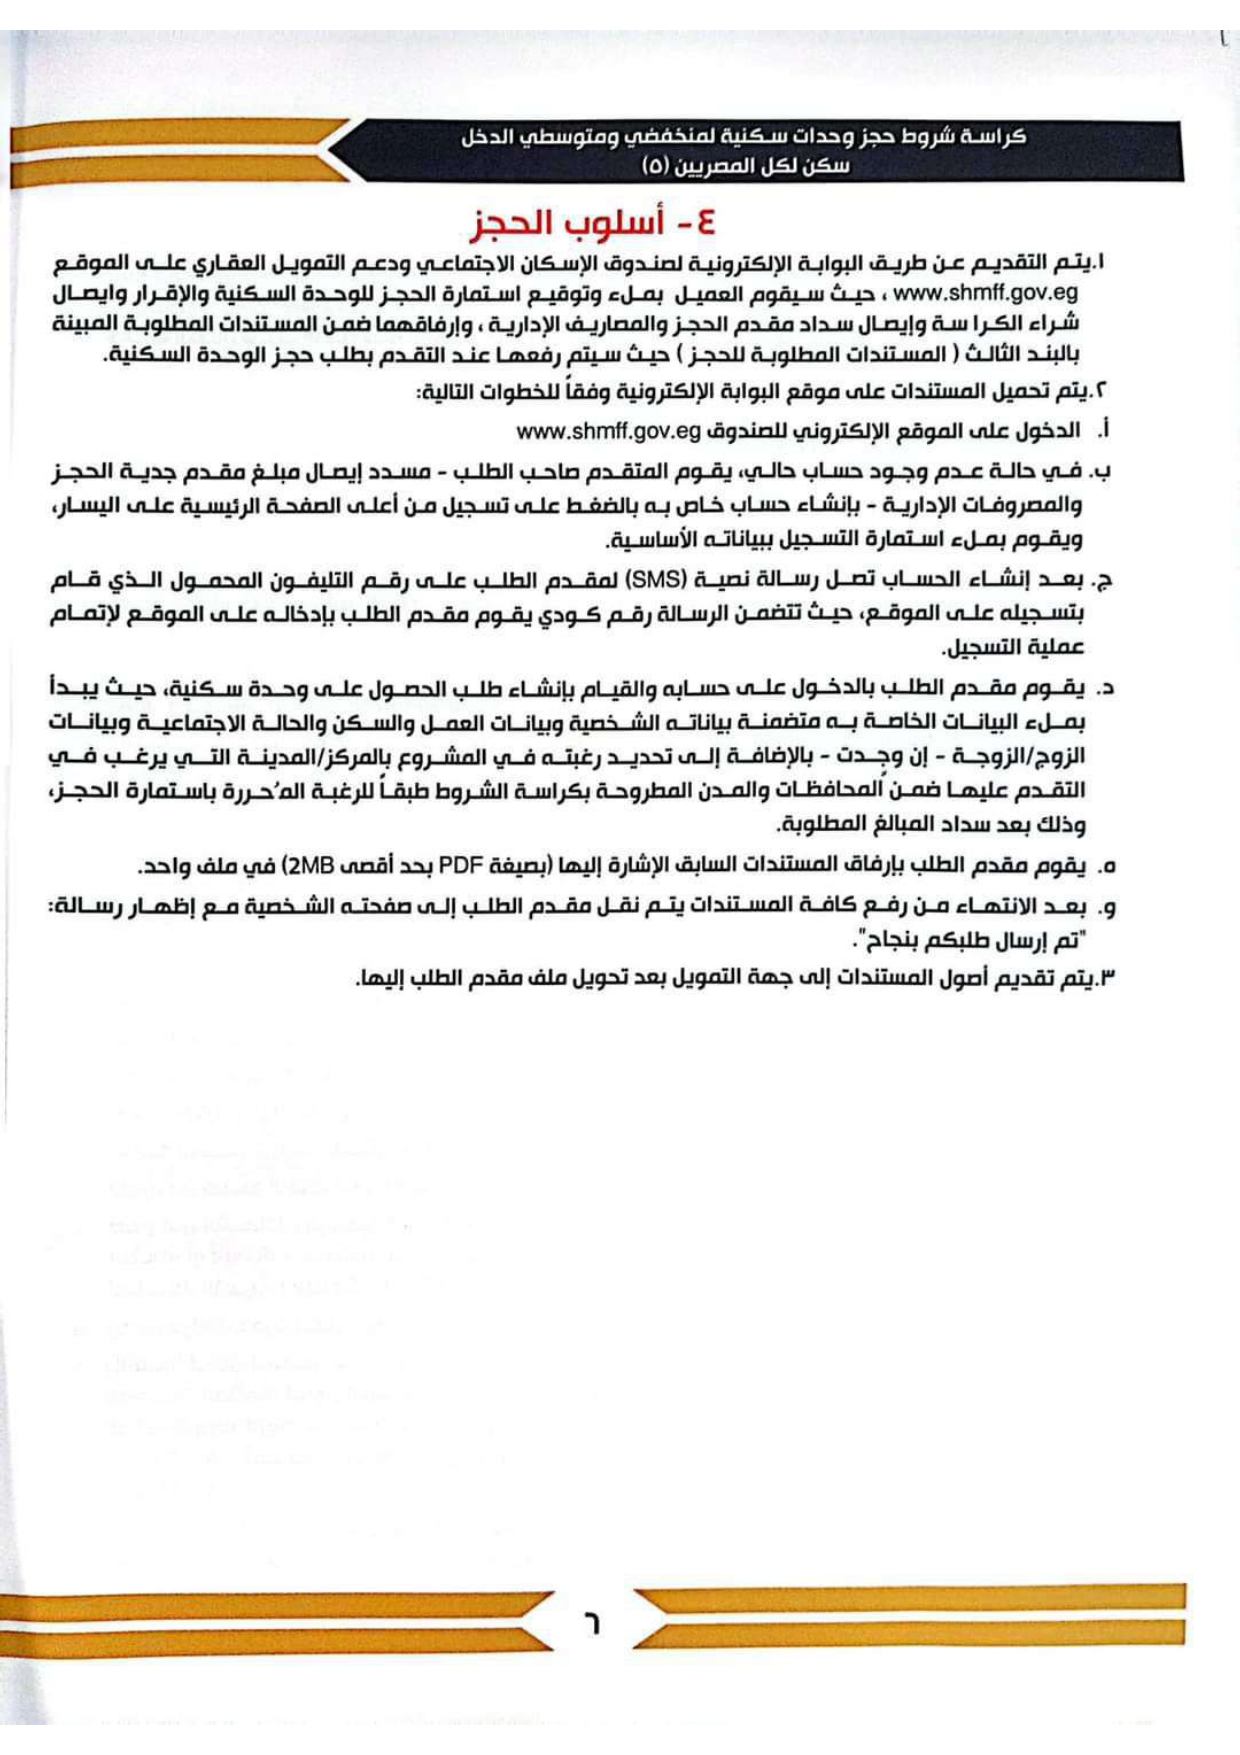 كراسة شروط حجز وحدات سكنية لمنخفضي ومتوسطي الدخل
سكن لكل المصريين (٥)
٤- أسلوب الحجز
١.يتم التقديم عن طريق البوابة الإلكترونية لصندوق الإسكان الاجتماعي ودعم التمويل العقاري على الموقع
www.shmff.gov.eg ، حيث سيقوم العميل بملء وتوقيع استمارة الحجز للوحدة السكنية والإقرار وايصال
شراء الكرا سة وإيصال سداد مقدم الحجز والمصاريف الإدارية ، وإرفاقهما ضمن المستندات المطلوبة المبينة
بالبند الثالث ( المستندات المطلوبة للحجز ) حيث سيتم رفعها عند التقدم بطلب حجز الوحدة السكنية.
٢.يتم تحميل المستندات على موقع البوابة الإلكترونية وفقاً للخطوات التالية:
أ. الدخول على الموقع الإلكتروني للصندوق www.shmff.gov.eg
ب. في حالة عدم وجود حساب حالي، يقوم المتقدم صاحب الطلب - مسدد إيصال مبلغ مقدم جدية الحجز
والمصروفات الإدارية - بإنشاء حساب خاص به بالضغط على تسجيل من أعلى الصفحة الرئيسية على اليسار،
ويقوم بملء استمارة التسجيل ببياناته الأساسية.
ج. بعد إنشاء الحساب تصل رسالة نصية (SMS) لمقدم الطلب على رقم التليفون المحمول الذي قام
بتسجيله على الموقع، حيث تتضمن الرسالة رقم كودي يقوم مقدم الطلب بإدخاله على الموقع لإتمام
عملية التسجيل.
د. يقوم مقدم الطلب بالدخول على حسابه والقيام بإنشاء طلب الحصول على وحدة سكنية، حيث يبدأ
بملء البيانات الخاصة به متضمنة بياناته الشخصية وبيانات العمل والسكن والحالة الاجتماعية وبيانات
الزوج/الزوجة - إن وجدت - بالإضافة إلى تحديد رغبته في المشروع بالمركز/المدينة التي يرغب في
التقدم عليها ضمن المحافظات والمدن المطروحة بكراسة الشروط طبقاً للرغبة المُحررة باستمارة الحجز،
وذلك بعد سداد المبالغ المطلوبة.
ه. يقوم مقدم الطلب بإرفاق المستندات السابق الإشارة إليها (بصيغة PDF بحد أقصى 2MB) في ملف واحد.
و. بعد الانتهاء من رفع كافة المستندات يتم نقل مقدم الطلب إلى صفحته الشخصية مع إظهار رسالة:
"تم إرسال طلبكم بنجاح".
٣.يتم تقديم أصول المستندات إلى جهة التمويل بعد تحويل ملف مقدم الطلب إليها.
٦